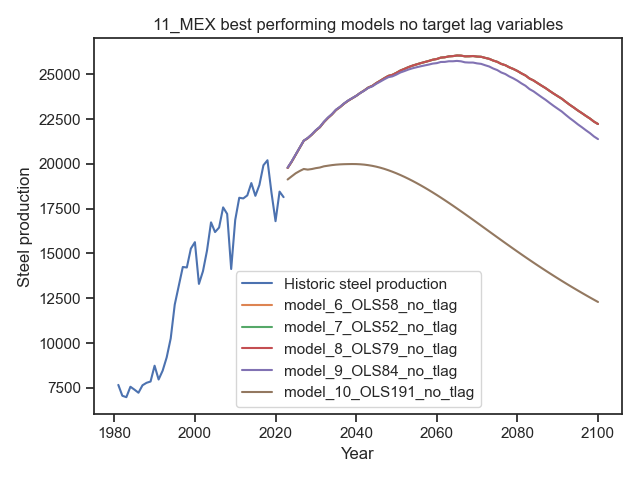 11_MEX best performing models no target lag variables
Steel production
25000
22500
20000
17500
15000
12500
10000
7500
Historic steel production
model_6_OLS58_no_tlag
model_7_OLS52_no_tlag
model_8_OLS79_no_tlag
model_9_OLS84_no_tlag
model_10_OLS191_no_tlag
1980 2000 2020 2040 2060 2080 2100
Year